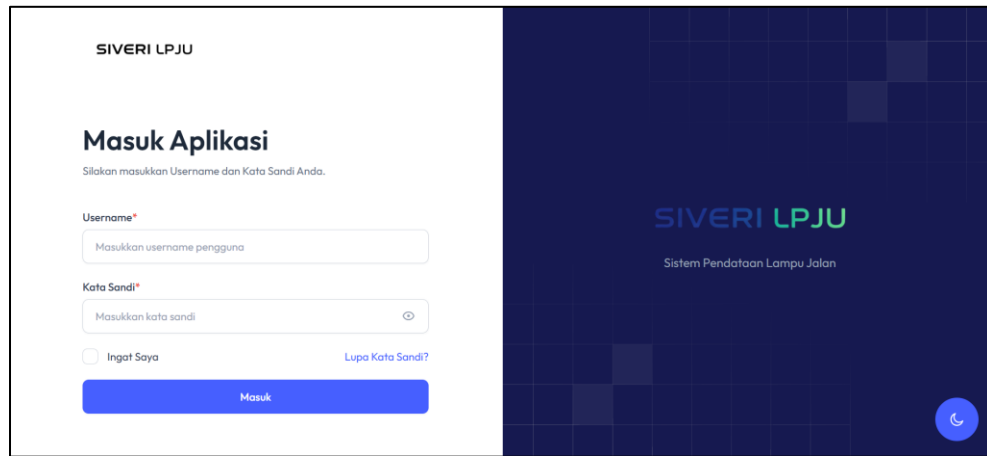 SIVERI LPJU
Masuk Aplikasi
Silakan masukkan Username dan Kata Sandi Anda.
Username*
Masukkan username pengguna
Kata Sandi*
Masukkan kata sandi
Ingat Saya
Lupa Kata Sandi?
Masuk
SIVERI LPJU
Sistem Pendataan Lampu Jalan